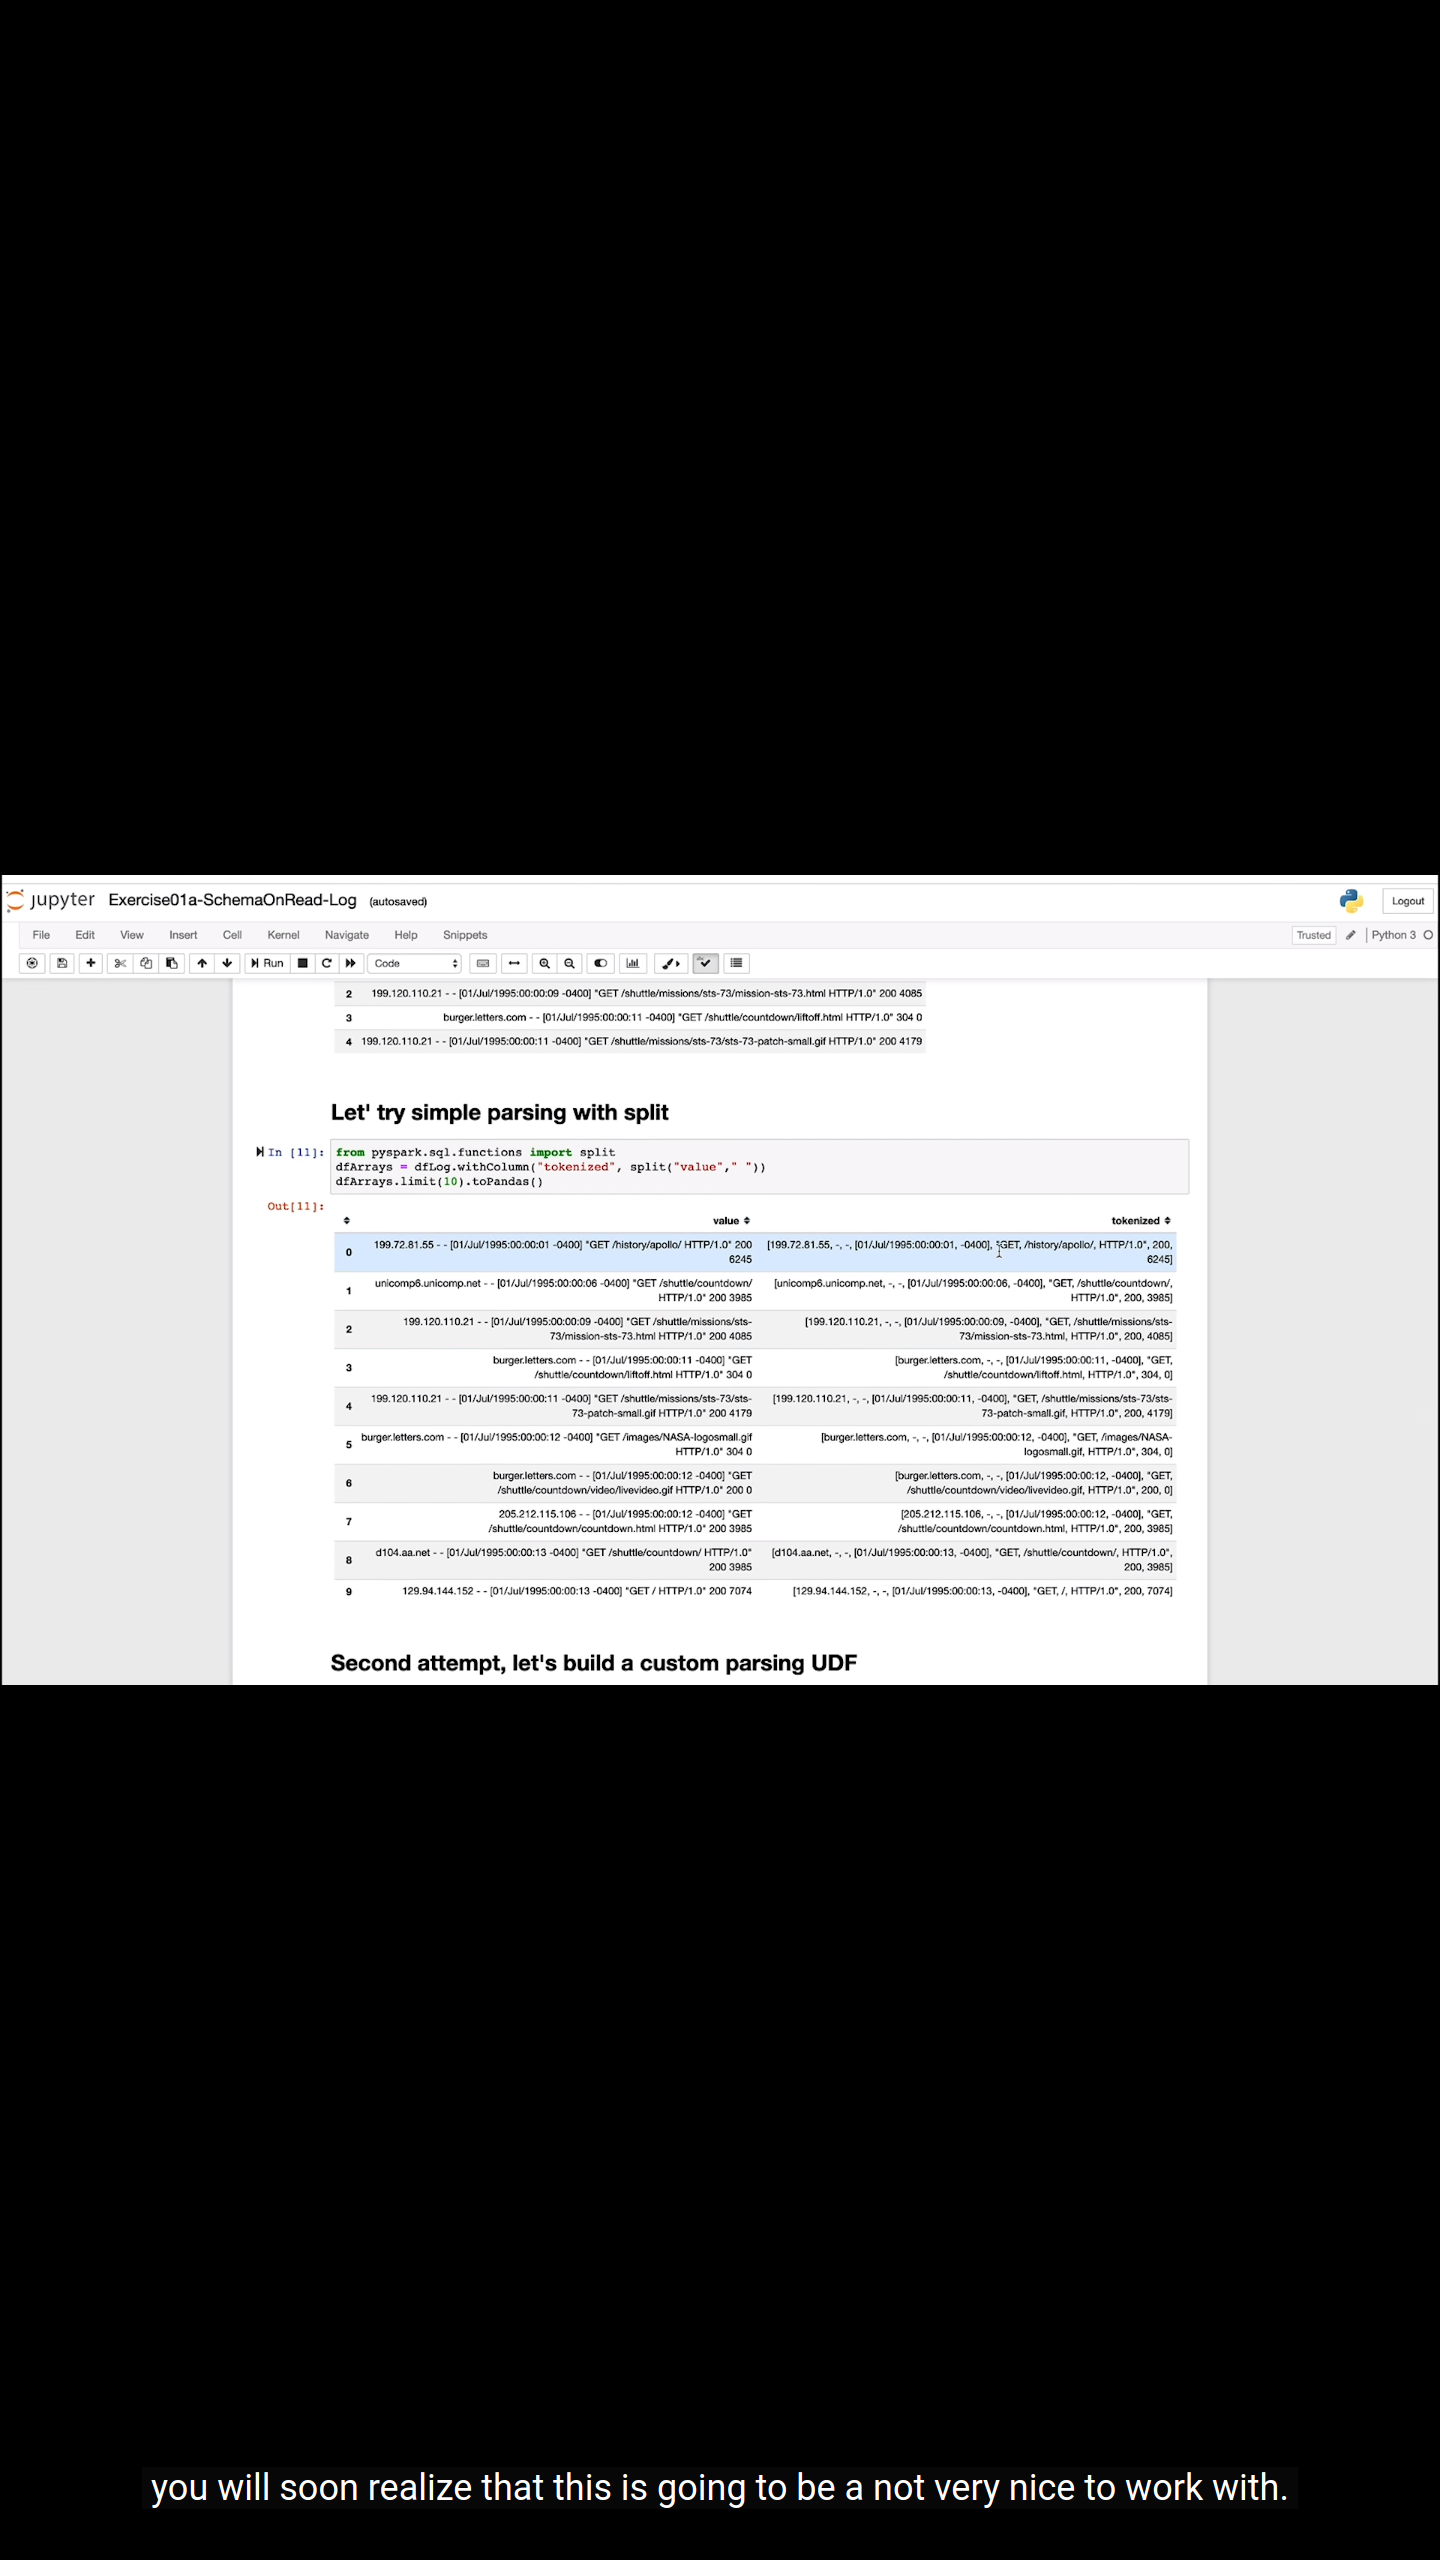 jupyter Exercise01a-SchemaOnRead-Log (autosaved) Logout
File Edit View Insert Cell Kernel Navigate Help Snippets Trusted Python 3
Run Code
2 199.120.110.21 - - [01/Jul/1995:00:00:09 -0400] "GET /shuttle/missions/sts-73/mission-sts-73.html HTTP/1.0" 200 4085
3 burger.letters.com - - [01/Jul/1995:00:00:11 -0400] "GET /shuttle/countdown/liftoff.html HTTP/1.0" 304 0
4 199.120.110.21 - - [01/Jul/1995:00:00:11 -0400] "GET /shuttle/missions/sts-73/sts-73-patch-small.gif HTTP/1.0" 200 4179
Let' try simple parsing with split
In [11]: from pyspark.sql.functions import split
dfArrays = dfLog.withColumn("tokenized", split("value"," "))
dfArrays.limit(10).toPandas()
Out[11]:
value tokenized
0 199.72.81.55 - - [01/Jul/1995:00:00:01 -0400] "GET /history/apollo/ HTTP/1.0" 200 [199.72.81.55, -, -, [01/Jul/1995:00:00:01, -0400], "GET, /history/apollo/, HTTP/1.0", 200,
6245 6245]
1 unicomp6.unicomp.net - - [01/Jul/1995:00:00:06 -0400] "GET /shuttle/countdown/ [unicomp6.unicomp.net, -, -, [01/Jul/1995:00:00:06, -0400], "GET, /shuttle/countdown/,
HTTP/1.0" 200 3985 HTTP/1.0", 200, 3985]
2 199.120.110.21 - - [01/Jul/1995:00:00:09 -0400] "GET /shuttle/missions/sts- [199.120.110.21, -, -, [01/Jul/1995:00:00:09, -0400], "GET, /shuttle/missions/sts-
73/mission-sts-73.html HTTP/1.0" 200 4085 73/mission-sts-73.html, HTTP/1.0", 200, 4085]
3 burger.letters.com - - [01/Jul/1995:00:00:11 -0400] "GET [burger.letters.com, -, -, [01/Jul/1995:00:00:11, -0400], "GET,
/shuttle/countdown/liftoff.html HTTP/1.0" 304 0 /shuttle/countdown/liftoff.html, HTTP/1.0", 304, 0]
4 199.120.110.21 - - [01/Jul/1995:00:00:11 -0400] "GET /shuttle/missions/sts-73/sts- [199.120.110.21, -, -, [01/Jul/1995:00:00:11, -0400], "GET, /shuttle/missions/sts-73/sts-
73-patch-small.gif HTTP/1.0" 200 4179 73-patch-small.gif, HTTP/1.0", 200, 4179]
5 burger.letters.com - - [01/Jul/1995:00:00:12 -0400] "GET /images/NASA-logosmall.gif [burger.letters.com, -, -, [01/Jul/1995:00:00:12, -0400], "GET, /images/NASA-
HTTP/1.0" 304 0 logosmall.gif, HTTP/1.0", 304, 0]
6 burger.letters.com - - [01/Jul/1995:00:00:12 -0400] "GET [burger.letters.com, -, -, [01/Jul/1995:00:00:12, -0400], "GET,
/shuttle/countdown/video/livevideo.gif HTTP/1.0" 200 0 /shuttle/countdown/video/livevideo.gif, HTTP/1.0", 200, 0]
7 205.212.115.106 - - [01/Jul/1995:00:00:12 -0400] "GET [205.212.115.106, -, -, [01/Jul/1995:00:00:12, -0400], "GET,
/shuttle/countdown/countdown.html HTTP/1.0" 200 3985 /shuttle/countdown/countdown.html, HTTP/1.0", 200, 3985]
8 d104.aa.net - - [01/Jul/1995:00:00:13 -0400] "GET /shuttle/countdown/ HTTP/1.0" [d104.aa.net, -, -, [01/Jul/1995:00:00:13, -0400], "GET, /shuttle/countdown/, HTTP/1.0",
200 3985 200, 3985]
9 129.94.144.152 - - [01/Jul/1995:00:00:13 -0400] "GET / HTTP/1.0" 200 7074 [129.94.144.152, -, -, [01/Jul/1995:00:00:13, -0400], "GET, /, HTTP/1.0", 200, 7074]
Second attempt, let's build a custom parsing UDF
you will soon realize that this is going to be a not very nice to work with.